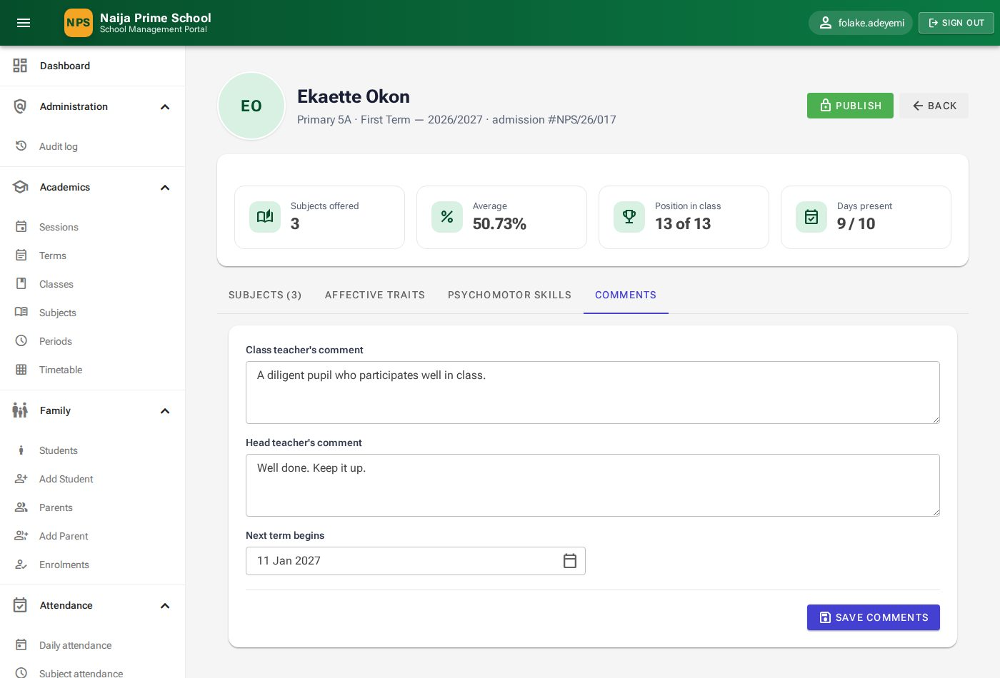 NPS
Naija Prime School
School Management Portal
folake.adeyemi
SIGN OUT
Dashboard
Administration
Audit log
Academics
Sessions
Terms
Classes
Subjects
Periods
Timetable
Family
Students
Add Student
Parents
Add Parent
Enrolments
Attendance
Daily attendance
Subject attendance
EO
Ekaette Okon
Primary 5A · First Term — 2026/2027 · admission #NPS/26/017
PUBLISH
BACK
Subjects offered
3
Average
50.73%
Position in class
13 of 13
Days present
9 / 10
SUBJECTS (3)
AFFECTIVE TRAITS
PSYCHOMOTOR SKILLS
COMMENTS
Class teacher's comment
A diligent pupil who participates well in class.
Head teacher's comment
Well done. Keep it up.
Next term begins
11 Jan 2027
SAVE COMMENTS